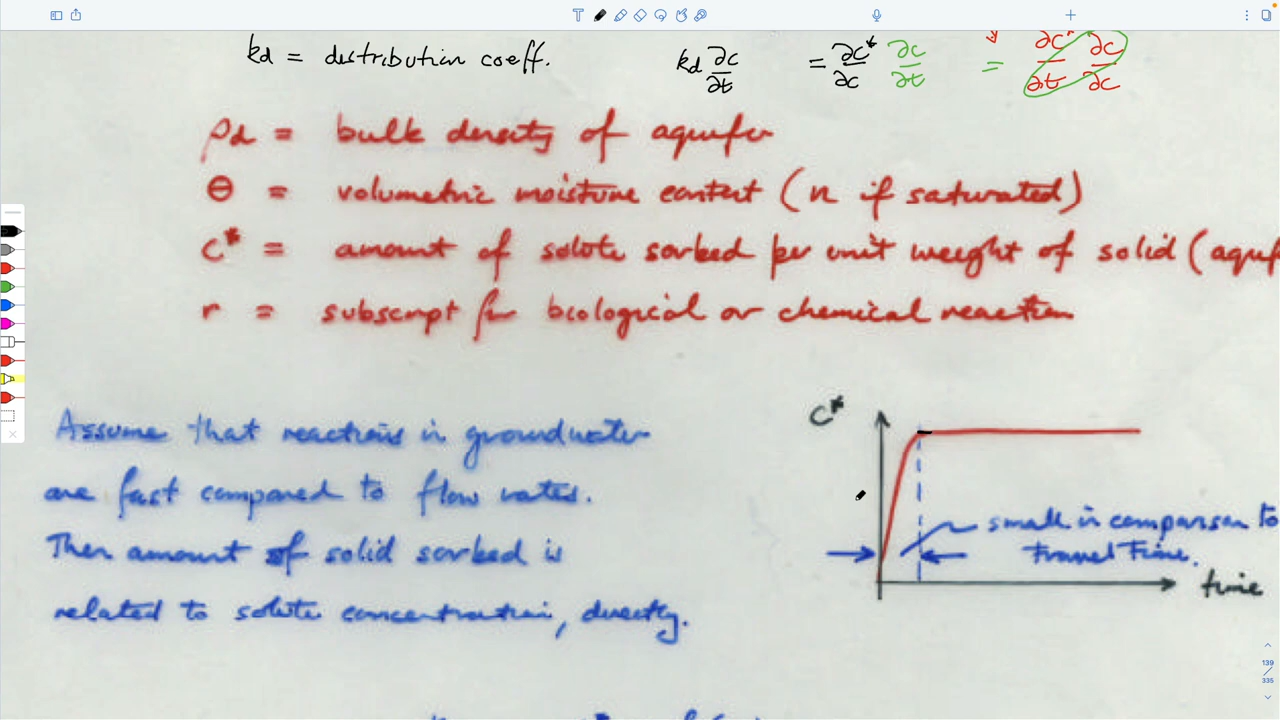 kd = distribution coeff. kd ∂c/∂t = ∂c*/∂c ∂c/∂t = ∂c*/∂t ∂c/∂c
ρd = bulk density of aquifer
θ = volumetric moisture content (n if saturated)
c* = amount of solute sorbed per unit weight of solid (aquf
r = subscript for biological or chemical reaction
Assume that reactions in groundwater
are fast compared to flow rates.
Then amount of solid sorbed is
related to solute concentration, directly.
c*
small in comparison to
travel time.
time
139
335